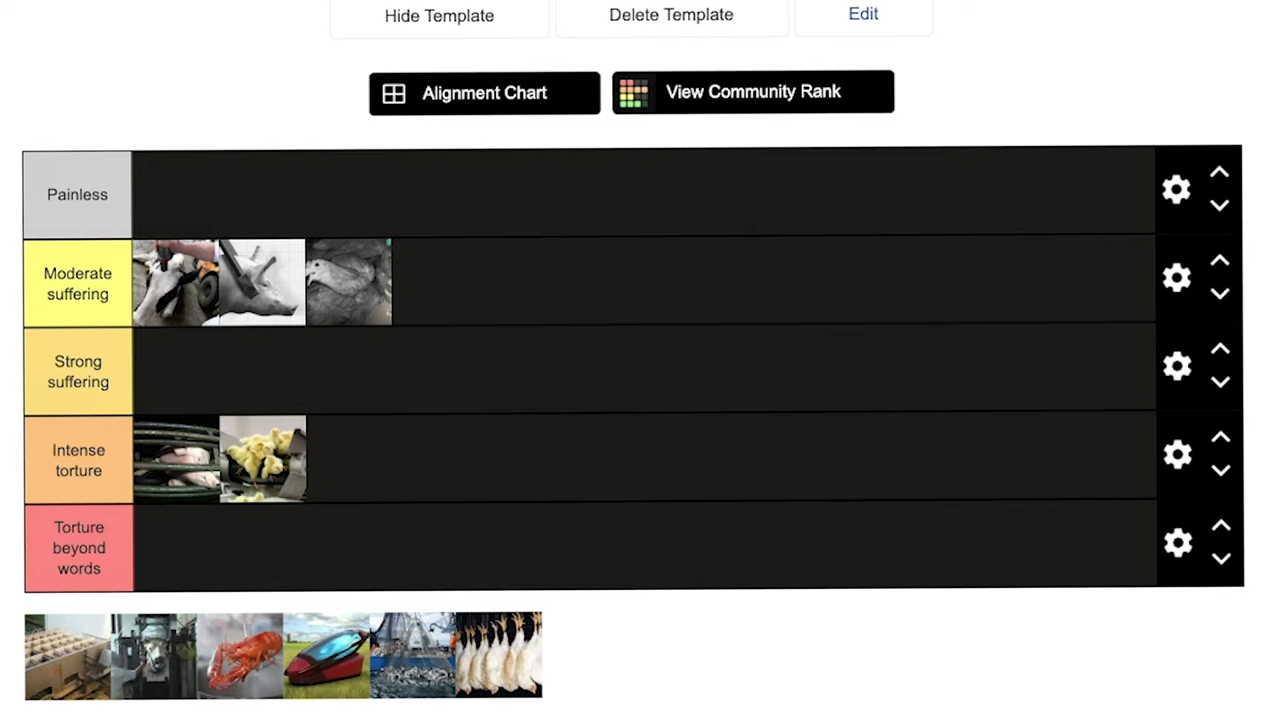 Hide Template
Delete Template
Edit
Alignment Chart
View Community Rank
Painless
Moderate
suffering
Strong
suffering
Intense
torture
Torture
beyond
words